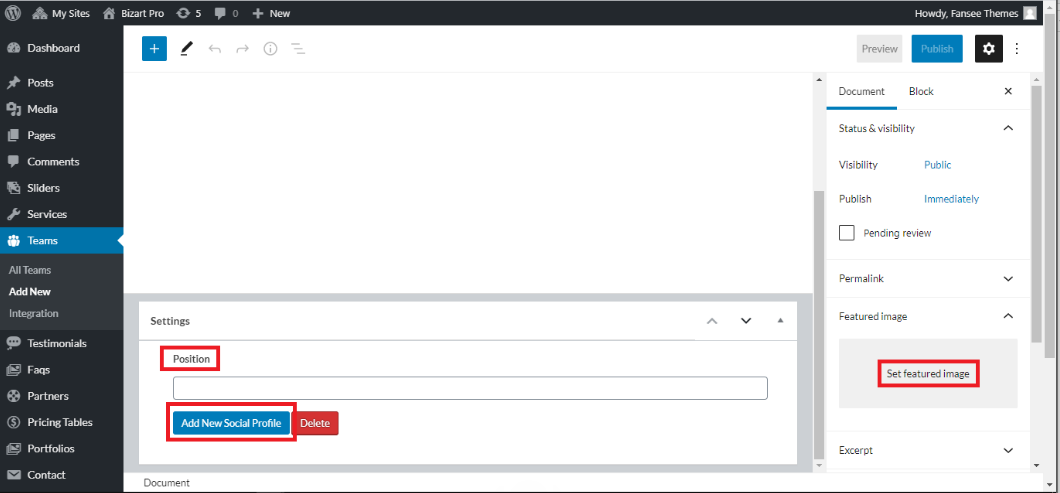 My Sites Bizart Pro 5 0 New Howdy, Fansee Themes
Dashboard
Posts
Media
Pages
Comments
Sliders
Services
Teams
All Teams
Add New
Integration
Testimonials
Faqs
Partners
Pricing Tables
Portfolios
Contact
Preview Publish
Settings
Position
Add New Social Profile Delete
Document
Document Block
Status & visibility
Visibility Public
Publish Immediately
Pending review
Permalink
Featured image
Set featured image
Excerpt